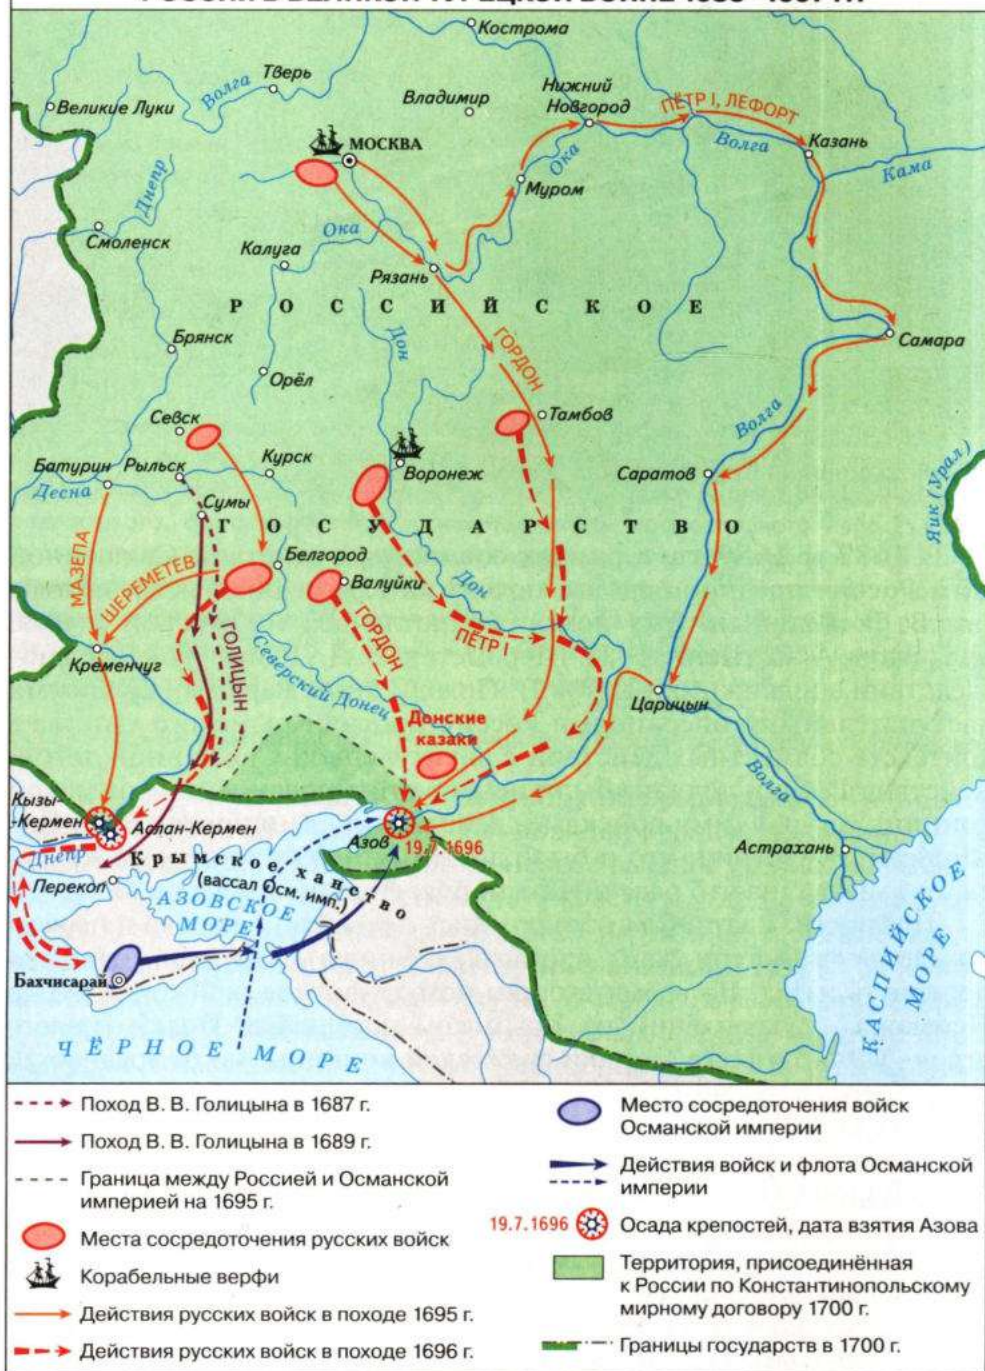 Кострома
Тверь
Волга
Великие Луки
Владимир
Нижний
Новгород
ПЁТР I, ЛЕФОРТ
Волга
Казань
Кама
МОСКВА
Ока
Муром
Днепр
Смоленск
Калуга
Ока
Рязань
РОССИЙСКОЕ
Дон
Самара
Брянск
Орёл
ГОРДОН
Тамбов
Волга
Севск
Батурин
Рыльск
Курск
Воронеж
Саратов
Десна
Сумы
ГОСУДАРСТВО
Яик (Урал)
Белгород
Валуйки
Дон
МАЗЕПА
ШЕРЕМЕТЕВ
ГОЛИЦЫН
ГОРДОН
ПЁТР I
Кременчуг
Северский Донец
Донские
казаки
Царицын
Волга
Кызы-
-Кермен
Аслан-Кермен
Азов
19.7.1696
Астрахань
Днепр
Перекоп
Крымское ханство
(вассал Осм. имп.)
АЗОВСКОЕ
МОРЕ
Бахчисарай
КАСПИЙСКОЕ
МОРЕ
ЧЁРНОЕ МОРЕ
Поход В. В. Голицына в 1687 г.
Поход В. В. Голицына в 1689 г.
Граница между Россией и Османской
империей на 1695 г.
Места сосредоточения русских войск
Корабельные верфи
Действия русских войск в походе 1695 г.
Действия русских войск в походе 1696 г.
Место сосредоточения войск
Османской империи
Действия войск и флота Османской
империи
19.7.1696 Осада крепостей, дата взятия Азова
Территория, присоединённая
к России по Константинопольскому
мирному договору 1700 г.
Границы государств в 1700 г.